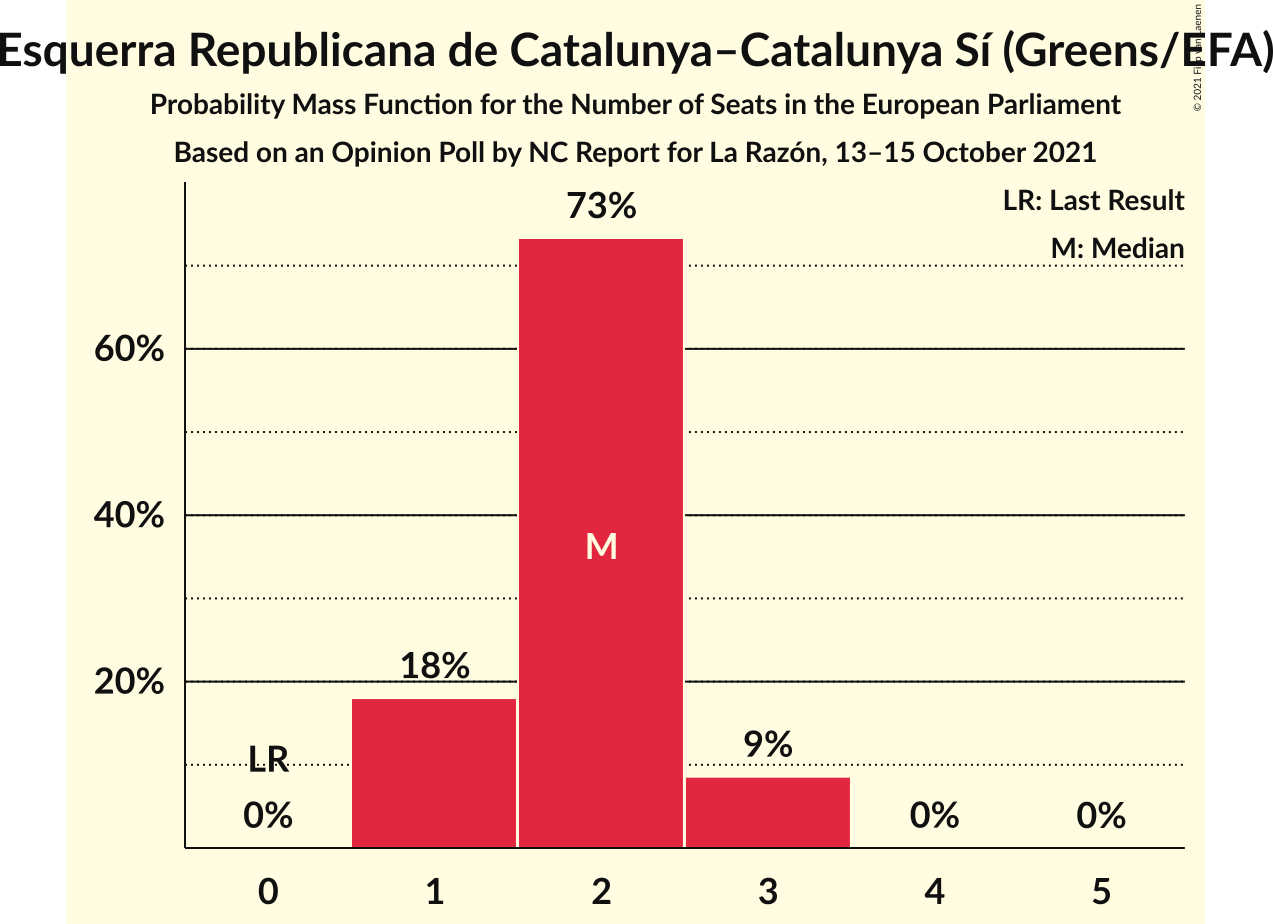 Esquerra Republicana de Catalunya–Catalunya Sí (Greens/EFA)
Probability Mass Function for the Number of Seats in the European Parliament
Based on an Opinion Poll by NC Report for La Razón, 13–15 October 2021
© 2021
LR: Last Result
M: Median
73%
60%
40%
M
20%
18%
9%
LR
0%
0%
0%
0
1
2
3
4
5